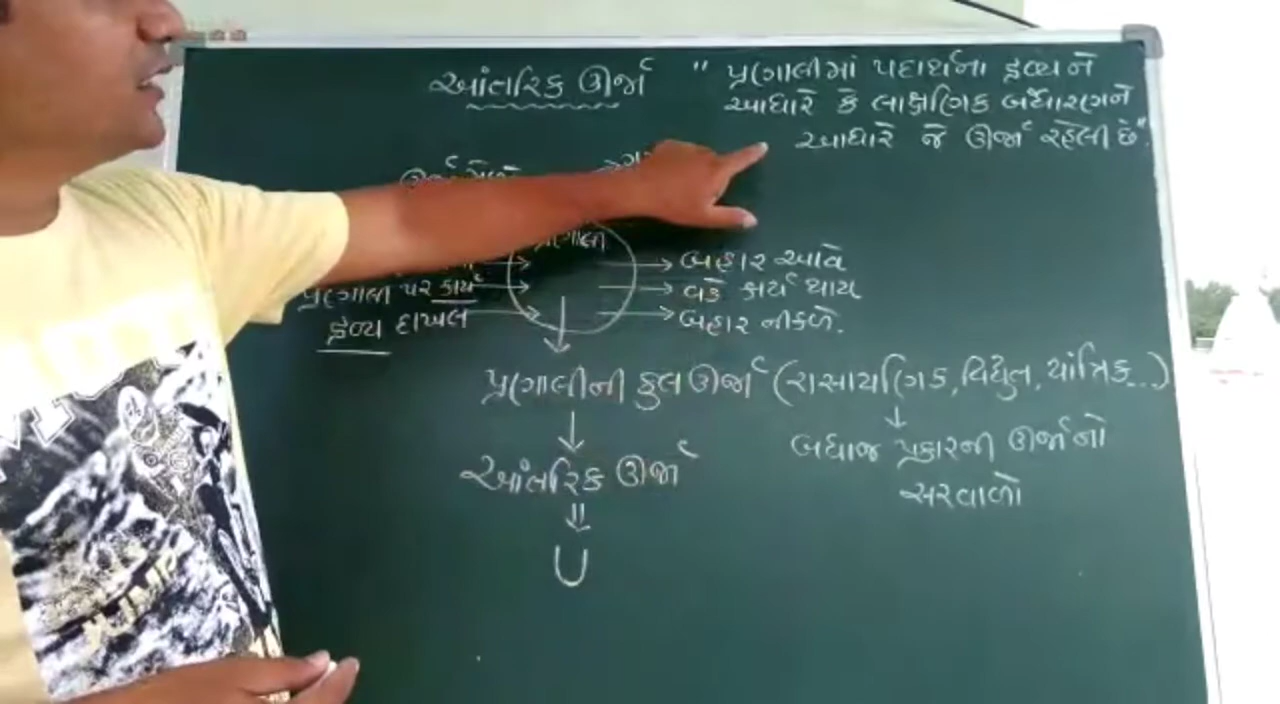 આંતરિક ઊર્જા
" પ્રણાલીમાં પદાર્થના દ્રવ્યને
આધારે કે લાક્ષણિક બંધારણને
આધારે જે ઊર્જા રહેલી છે".
ઊર્જા
પ્રણાલી
બહાર આવે
પ્રણાલી પર કાર્ય
વડે કાર્ય થાય
દ્રવ્ય દાખલ
બહાર નીકળે.
પ્રણાલીની કુલ ઊર્જા (રાસાયણિક, વિદ્યુત, યાંત્રિક...)
બધાજ પ્રકારની ઊર્જાનો
સરવાળો
આંતરિક ઊર્જા
U